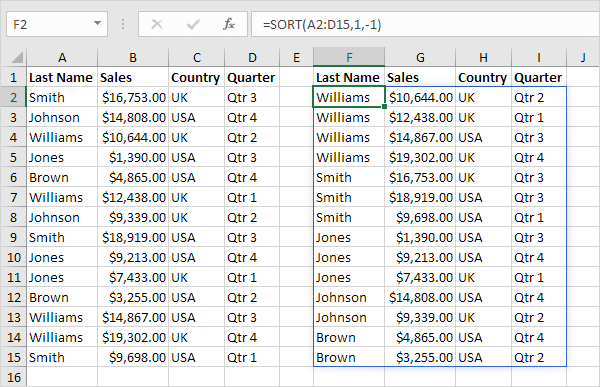 F2 =SORT(A2:D15,1,-1)
A B C D E F G H I J
1 Last Name Sales Country Quarter Last Name Sales Country Quarter
2 Smith $16,753.00 UK Qtr 3 Williams $10,644.00 UK Qtr 2
3 Johnson $14,808.00 USA Qtr 4 Williams $12,438.00 UK Qtr 1
4 Williams $10,644.00 UK Qtr 2 Williams $14,867.00 USA Qtr 3
5 Jones $1,390.00 USA Qtr 3 Williams $19,302.00 UK Qtr 4
6 Brown $4,865.00 USA Qtr 4 Smith $16,753.00 UK Qtr 3
7 Williams $12,438.00 UK Qtr 1 Smith $18,919.00 USA Qtr 3
8 Johnson $9,339.00 UK Qtr 2 Smith $9,698.00 USA Qtr 1
9 Smith $18,919.00 USA Qtr 3 Jones $1,390.00 USA Qtr 3
10 Jones $9,213.00 USA Qtr 4 Jones $9,213.00 USA Qtr 4
11 Jones $7,433.00 UK Qtr 1 Jones $7,433.00 UK Qtr 1
12 Brown $3,255.00 USA Qtr 2 Johnson $14,808.00 USA Qtr 4
13 Williams $14,867.00 USA Qtr 3 Johnson $9,339.00 UK Qtr 2
14 Williams $19,302.00 UK Qtr 4 Brown $4,865.00 USA Qtr 4
15 Smith $9,698.00 USA Qtr 1 Brown $3,255.00 USA Qtr 2
16